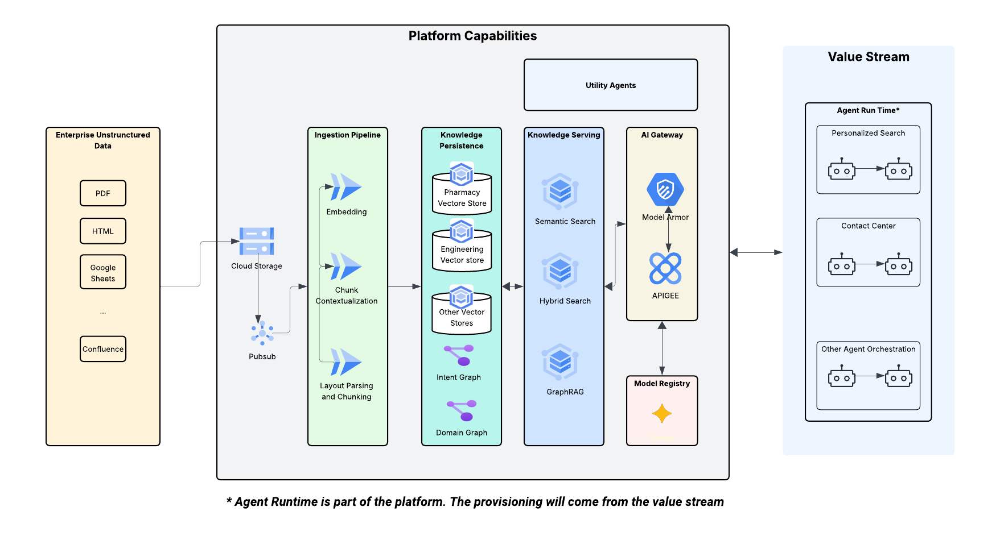 Platform Capabilities
Value Stream
Utility Agents
Enterprise Unstrunctured
Data
PDF
HTML
Google
Sheets
...
Confluence
Cloud Storage
Pubsub
Ingestion Pipeline
Embedding
Chunk
Contextualization
Layout Parsing
and Chunking
Knowledge
Persistence
Pharmacy
Vectore Store
Engineering
Vector store
Other Vector
Stores
Intent Graph
Domain Graph
Knowledge Serving
Semantic Search
Hybrid Search
GraphRAG
AI Gateway
Model Armor
APIGEE
Model Registry
Agent Run Time*
Personalized Search
Contact Center
Other Agent Orchestration
* Agent Runtime is part of the platform. The provisioning will come from the value stream